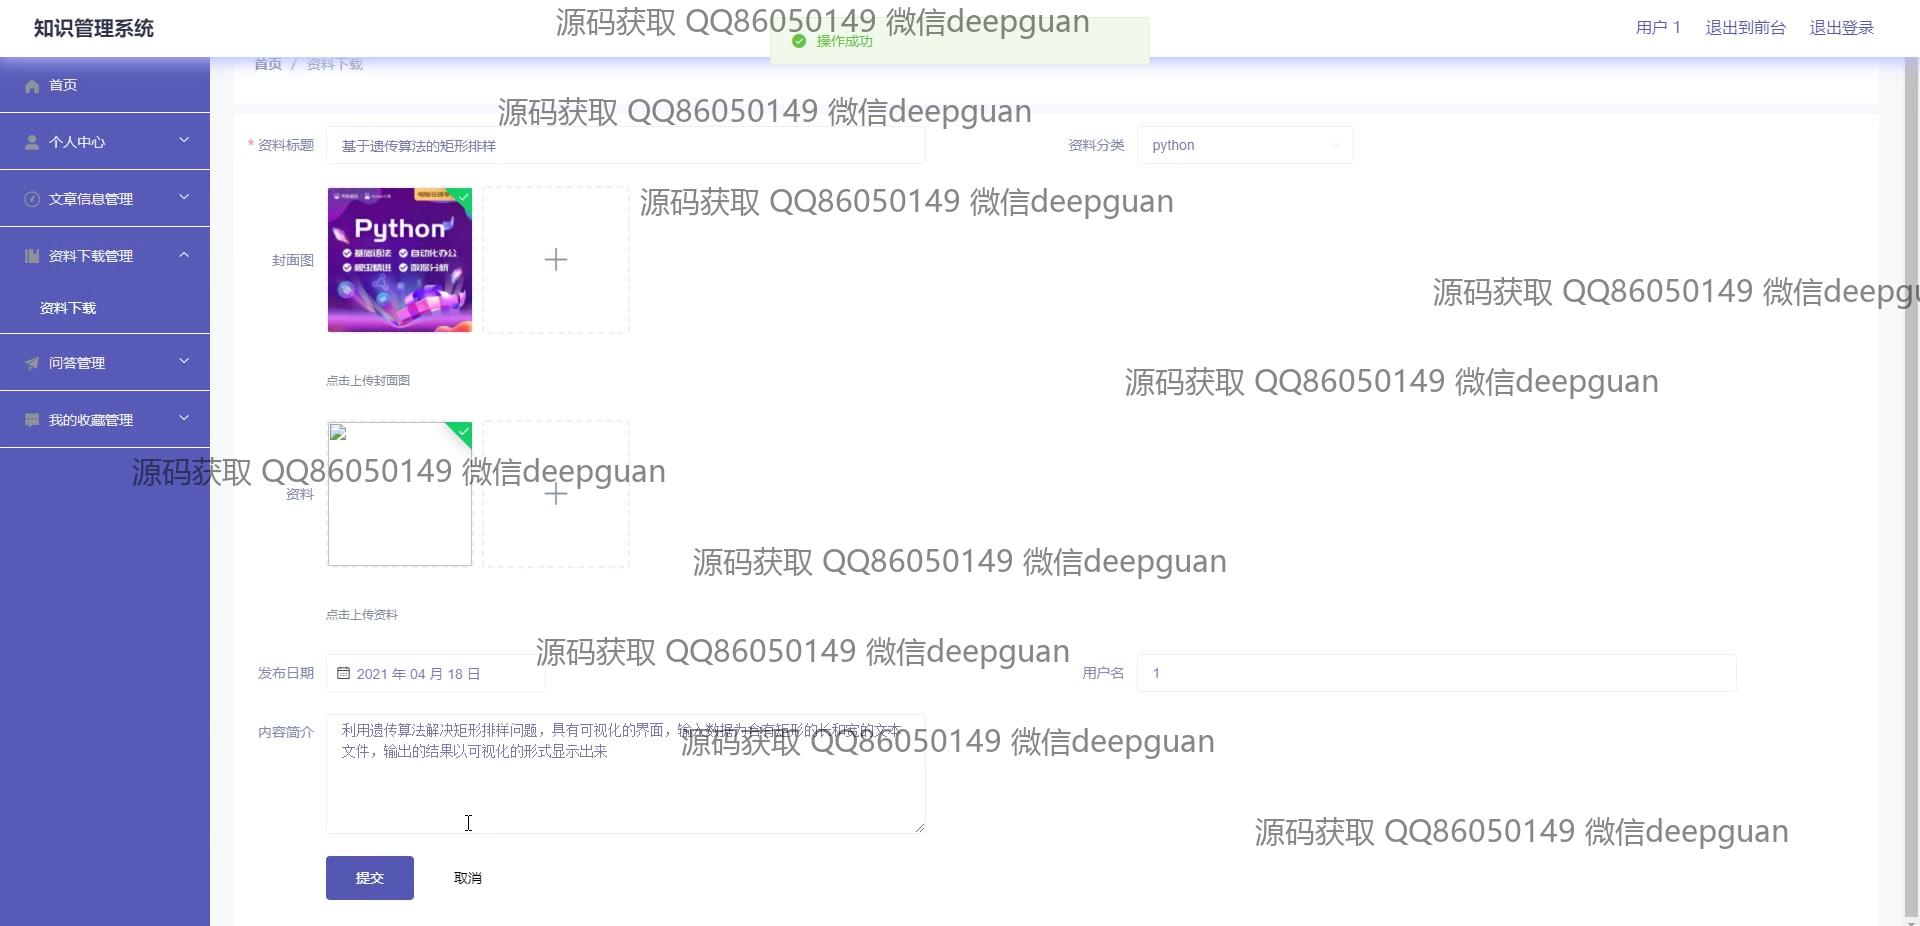 知识管理系统
源码获取 QQ86050149 微信deepguan
操作成功
用户 1
退出到前台
退出登录
首页
首页 / 资料下载
个人中心
源码获取 QQ86050149 微信deepguan
* 资料标题
基于遗传算法的矩形排样
资料分类
python
文章信息管理
源码获取 QQ86050149 微信deepguan
Python
基础语法
自动化办公
爬虫精进
数据分析
封面图
资料下载管理
资料下载
源码获取 QQ86050149 微信deepgu
问答管理
点击上传封面图
源码获取 QQ86050149 微信deepguan
我的收藏管理
源码获取 QQ86050149 微信deepguan
资料
源码获取 QQ86050149 微信deepguan
点击上传资料
源码获取 QQ86050149 微信deepguan
发布日期
2021 年 04 月 18 日
用户名
1
内容简介
利用遗传算法解决矩形排样问题，具有可视化的界面，输入数据为含有矩形的长和宽的文本
文件，输出的结果以可视化的形式显示出来
源码获取 QQ86050149 微信deepguan
源码获取 QQ86050149 微信deepguan
提交
取消